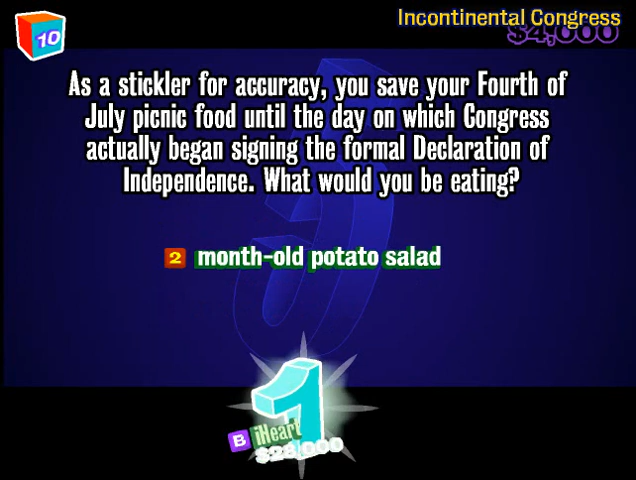 10
Incontinental Congress
$4,000
As a stickler for accuracy, you save your Fourth of
July picnic food until the day on which Congress
actually began signing the formal Declaration of
Independence. What would you be eating?
2 month-old potato salad
1
B iHeart
$28,000